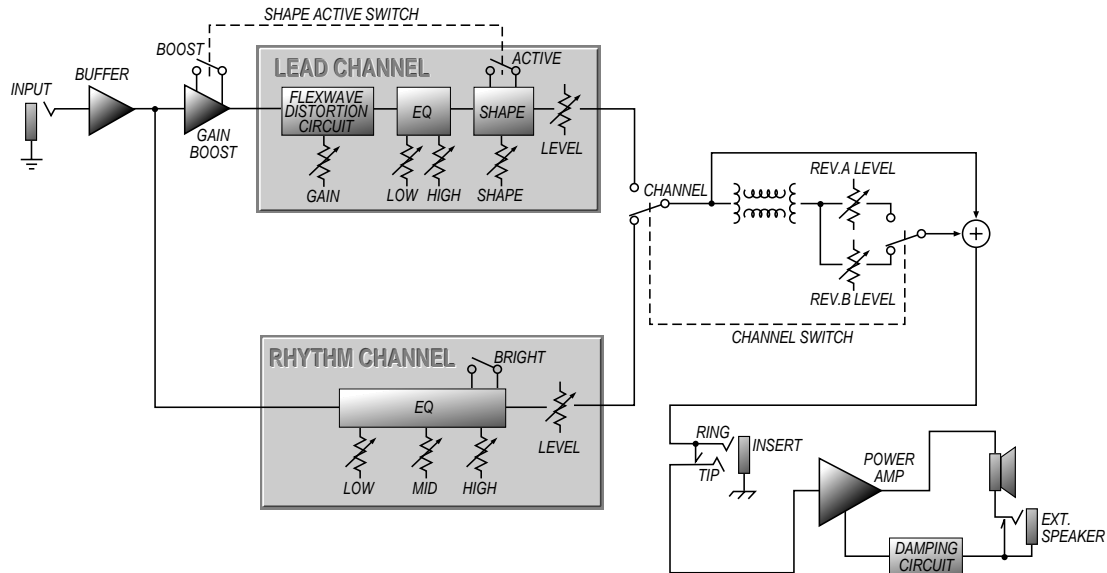 SHAPE ACTIVE SWITCH
BOOST
ACTIVE
BUFFER
INPUT
LEAD CHANNEL
FLEXWAVE
DISTORTION
CIRCUIT
EQ
SHAPE
GAIN
BOOST
LEVEL
GAIN
LOW
HIGH
SHAPE
CHANNEL
REV.A LEVEL
+
REV.B LEVEL
CHANNEL SWITCH
RHYTHM CHANNEL
BRIGHT
EQ
LEVEL
LOW
MID
HIGH
RING
INSERT
TIP
POWER
AMP
EXT.
SPEAKER
DAMPING
CIRCUIT